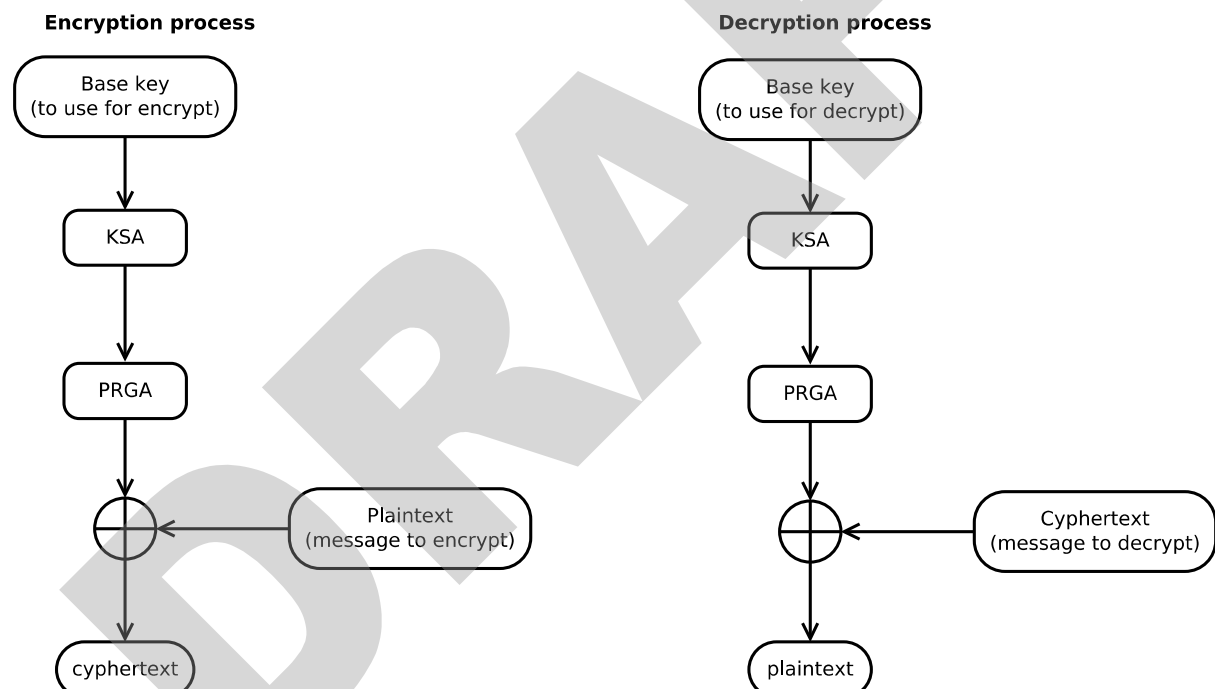 Encryption process
Base key
(to use for encrypt)
KSA
PRGA
Plaintext
(message to encrypt)
cyphertext
Decryption process
Base key
(to use for decrypt)
KSA
PRGA
Cyphertext
(message to decrypt)
plaintext
DRA